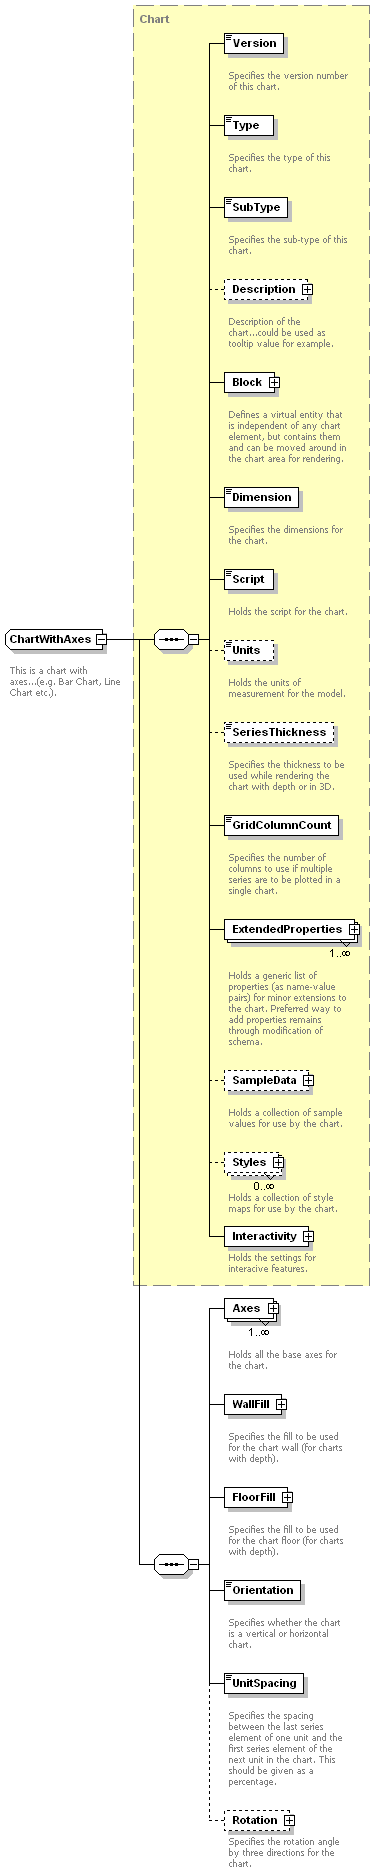 Chart
Version
Specifies the version number
of this chart.
Type
Specifies the type of this
chart.
SubType
Specifies the sub-type of this
chart.
Description
Description of the
chart...could be used as
tooltip value for example.
Block
Defines a virtual entity that
is independent of any chart
element, but contains them
and can be moved around in
the chart area for rendering.
Dimension
Specifies the dimensions for
the chart.
Script
Holds the script for the chart.
ChartWithAxes
This is a chart with
axes...(e.g. Bar Chart, Line
Chart etc.).
Units
Holds the units of
measurement for the model.
SeriesThickness
Specifies the thickness to be
used while rendering the
chart with depth or in 3D.
GridColumnCount
Specifies the number of
columns to use if multiple
series are to be plotted in a
single chart.
ExtendedProperties
1..∞
Holds a generic list of
properties (as name-value
pairs) for minor extensions to
the chart. Preferred way to
add properties remains
through modification of
schema.
SampleData
Holds a collection of sample
values for use by the chart.
Styles
0..∞
Holds a collection of style
maps for use by the chart.
Interactivity
Holds the settings for
interacive features.
Axes
1..∞
Holds all the base axes for
the chart.
WallFill
Specifies the fill to be used
for the chart wall (for charts
with depth).
FloorFill
Specifies the fill to be used
for the chart floor (for charts
with depth).
Orientation
Specifies whether the chart
is a vertical or horizontal
chart.
UnitSpacing
Specifies the spacing
between the last series
element of one unit and the
first series element of the
next unit in the chart. This
should be given as a
percentage.
Rotation
Specifies the rotation angle
by three directions for the
chart.